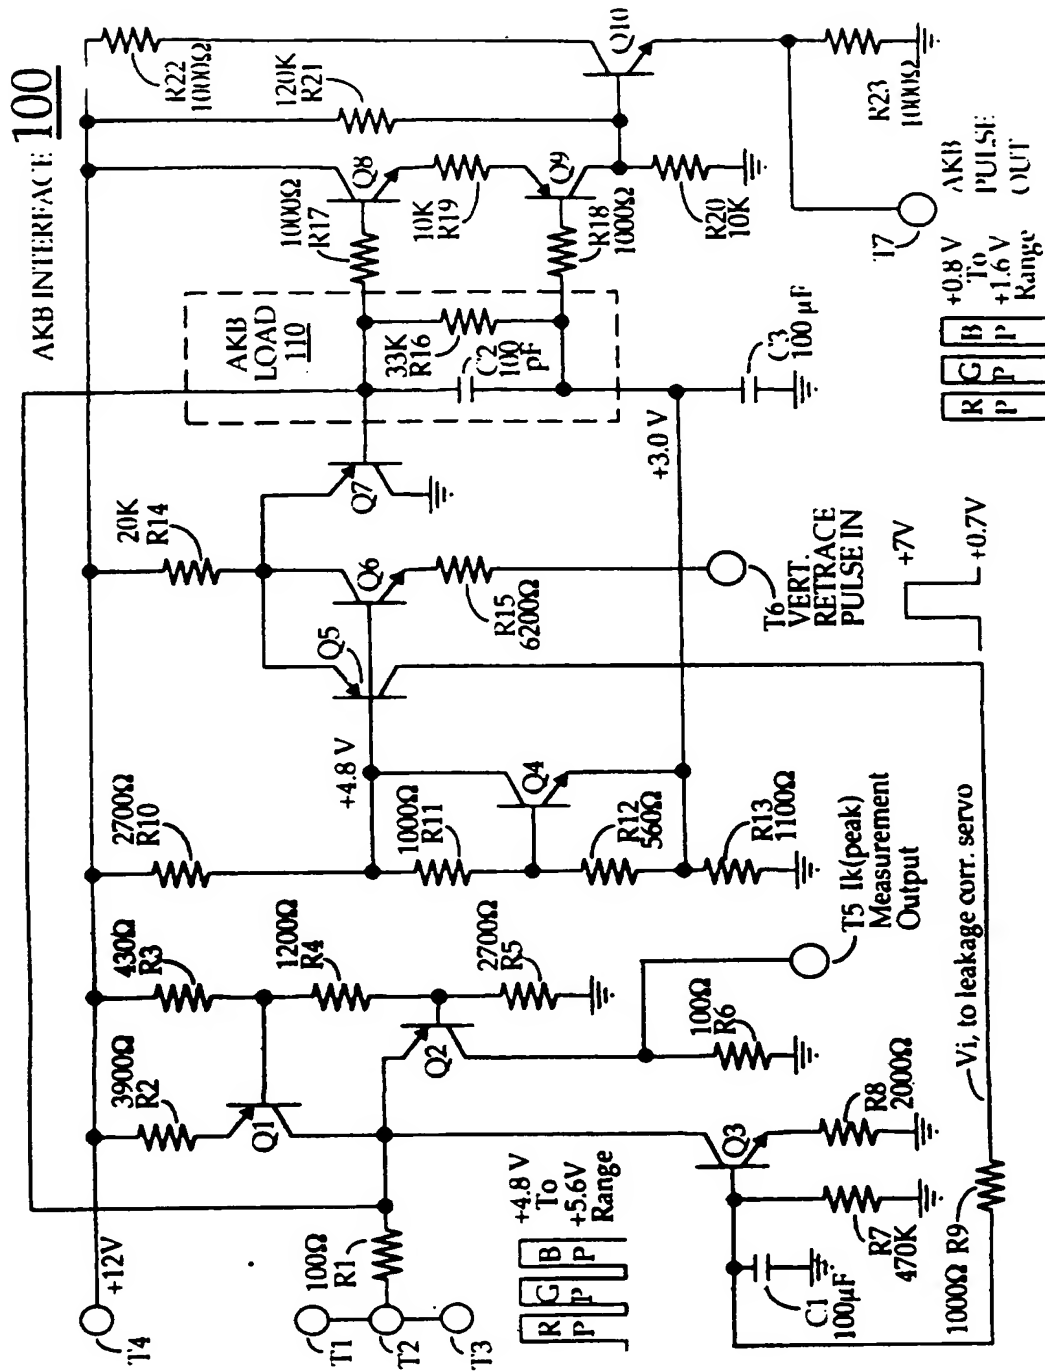 AKB INTERFACE 100
T4
+12V
3900Ω
R2
430Ω
R3
2700Ω
R10
20K
R14
R22
1000Ω
120K
R21
Q1
1200Ω
R4
+4.8 V
Q5
Q6
Q7
AKB
LOAD
110
1000Ω
R17
Q8
Q10
100Ω
R1
T1
T2
T3
Q2
2700Ω
R5
1000Ω
R11
Q4
R15
6200Ω
33K
R16
C2
100
pF
10K
R19
Q9
R18
1000Ω
R P
G P
B P
+4.8 V
To
+5.6V
Range
100Ω
R6
R12
560Ω
R13
1100Ω
+3.0 V
C3
100 µF
R20
10K
R23
1000Ω
Q3
R8
2000Ω
R7
470K
C1
100µF
1000Ω R9
T5 Ik(peak)
Measurement
Output
T6
VERT.
RETRACE
PULSE IN
+7V
+0.7V
Vi, to leakage corr. servo
T7
AKB
PULSE
OUT
R P
G P
B P
+0.8 V
To
+1.6 V
Range